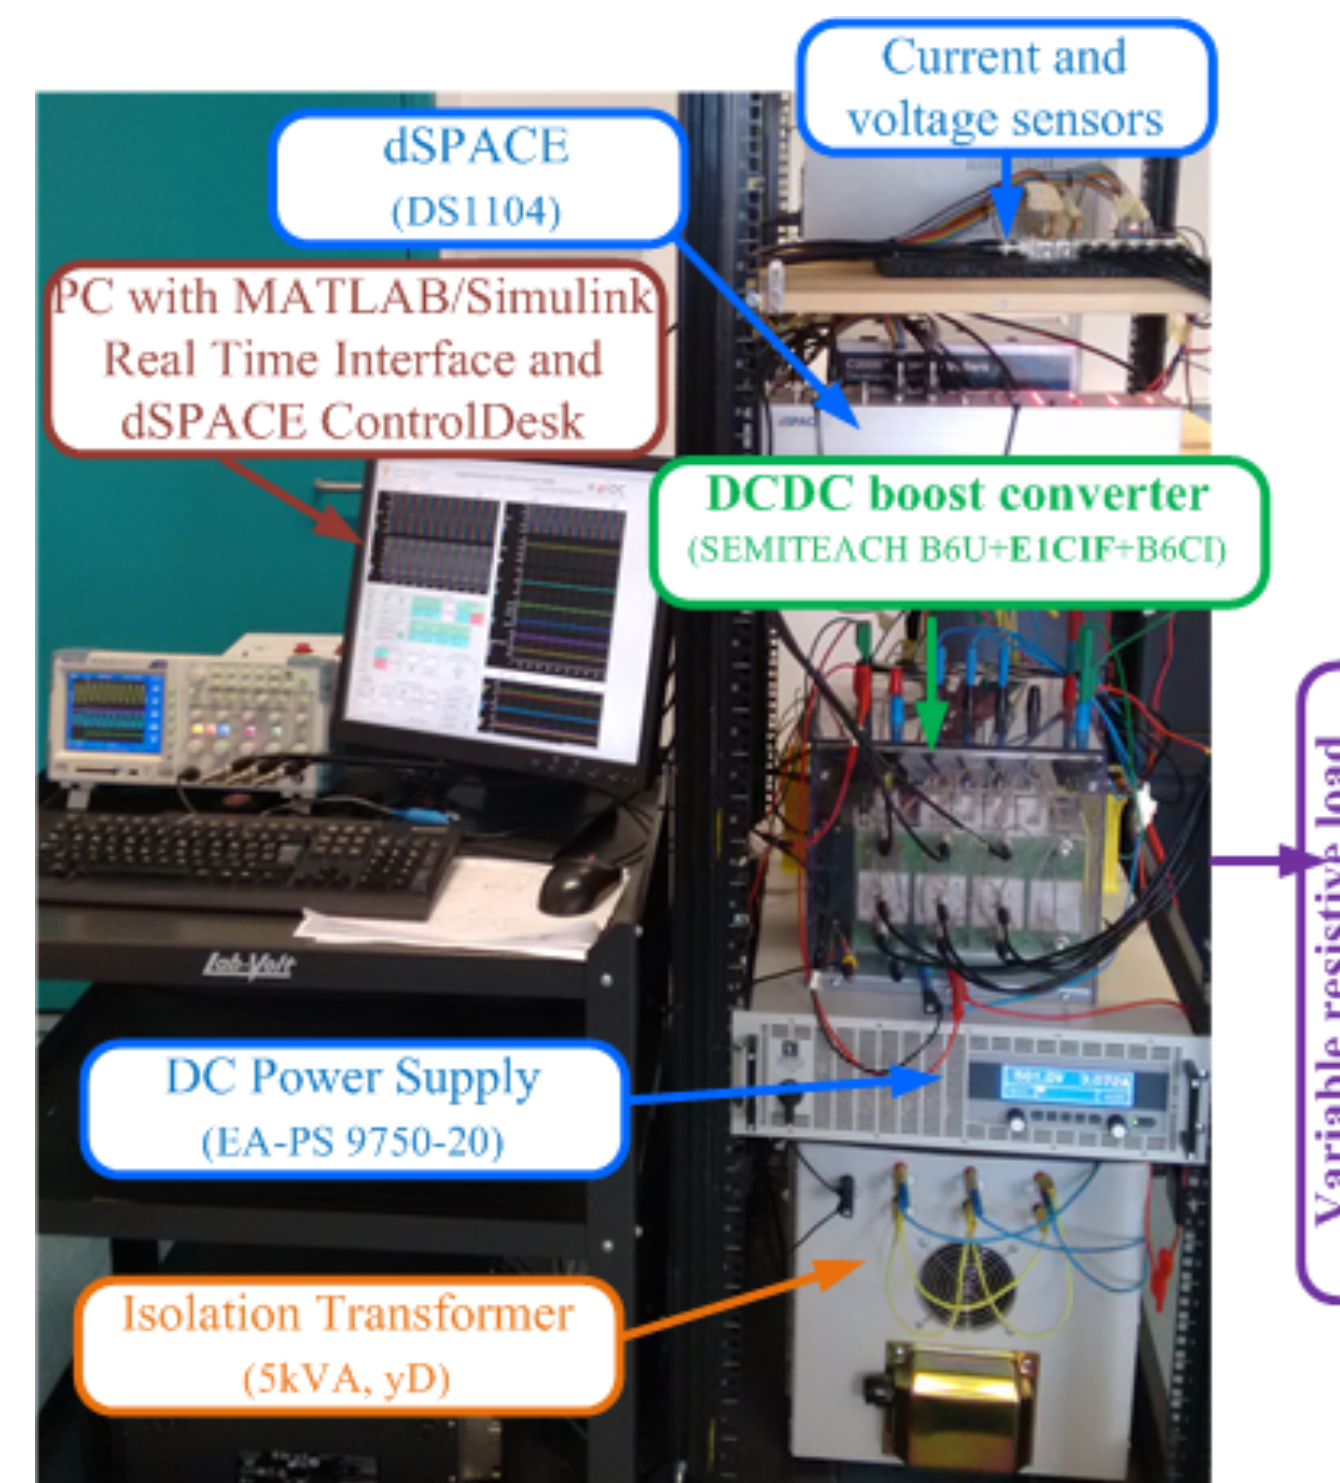 Current and
voltage sensors
dSPACE
(DS1104)
PC with MATLAB/Simulink
Real Time Interface and
dSPACE ControlDesk
dSPAC
DCDC boost converter
(SEMITEACH B6U+E1CIF+B6CI)
Variable resistive load
Lab-Volt
DC Power Supply
(EA-PS 9750-20)
Isolation Transformer
(5kVA, yD)